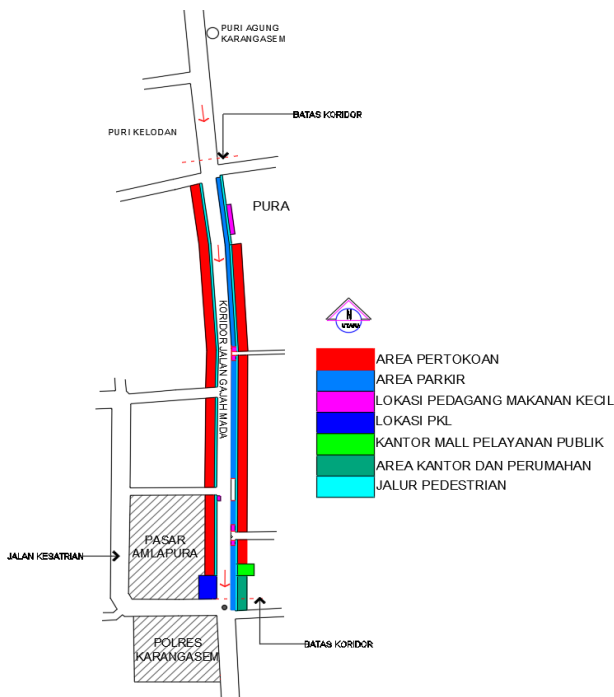 PURI AGUNG
KARANGASEM
BATAS KORIDOR
PURI KELODAN
PURA
KORIDOR JALAN GAJAH MADA
N
UTARA
AREA PERTOKOAN
AREA PARKIR
LOKASI PEDAGANG MAKANAN KECIL
LOKASI PKL
KANTOR MALL PELAYANAN PUBLIK
AREA KANTOR DAN PERUMAHAN
JALUR PEDESTRIAN
PASAR
AMLAPURA
JALAN KESATRIAN
BATAS KORIDOR
POLRES
KARANGASEM